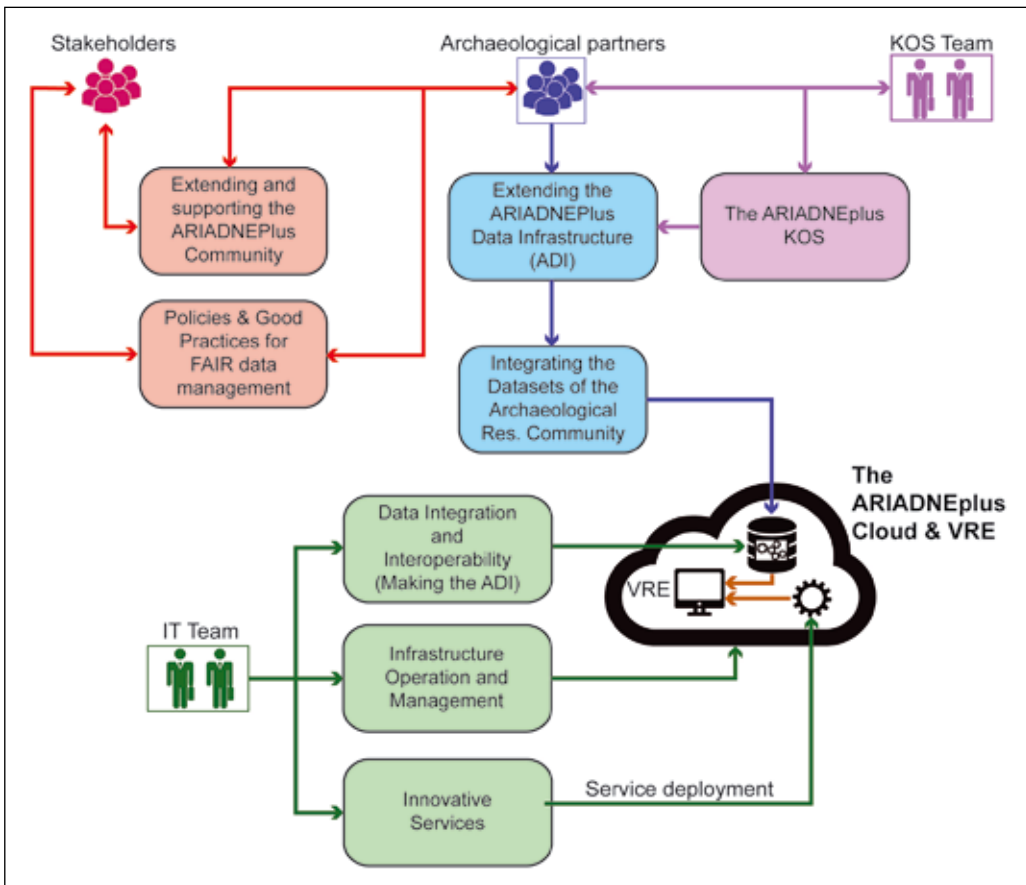 Stakeholders
Archaeological partners
KOS Team
Extending and
supporting the
ARIADNEPlus
Community
Extending the
ARIADNEPlus
Data Infrastructure
(ADI)
The ARIADNEplus
KOS
Policies & Good
Practices for
FAIR data
management
Integrating the
Datasets of the
Archaeological
Res. Community
The
ARIADNEplus
Cloud & VRE
Data Integration
and
Interoperability
(Making the ADI)
VRE
IT Team
Infrastructure
Operation and
Management
Innovative
Services
Service deployment